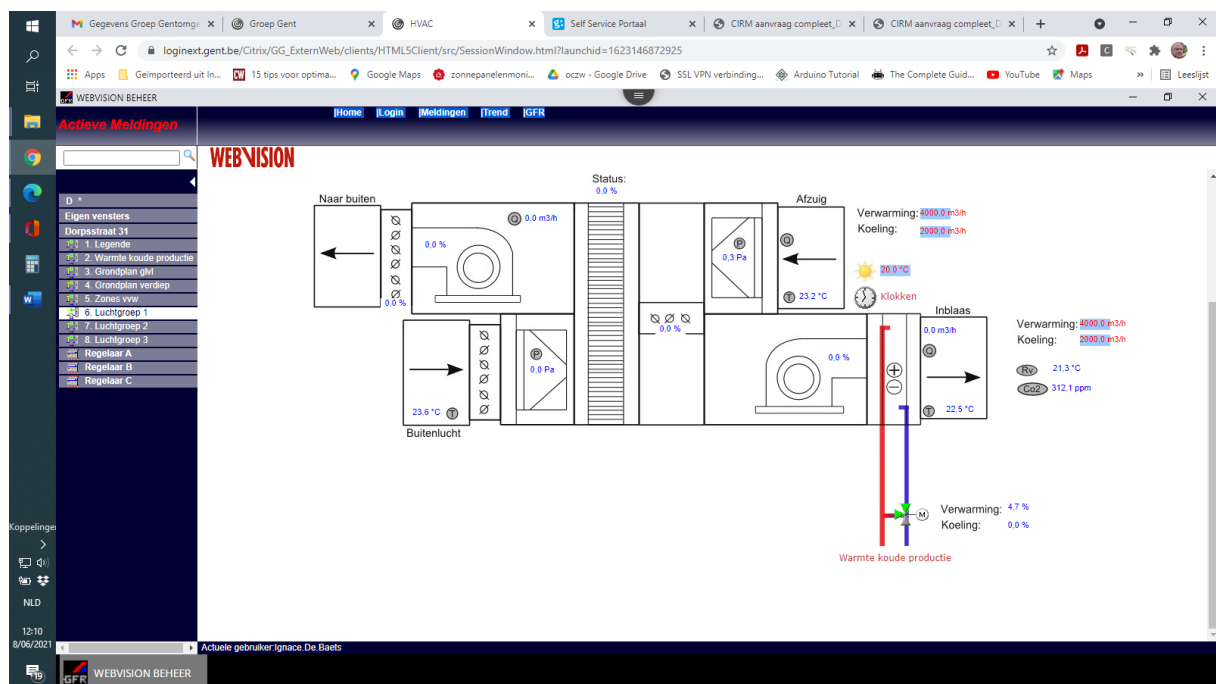 Gegevens Groep Gentomge
Groep Gent
HVAC
Self Service Portaal
CIRM aanvraag compleet_D
CIRM aanvraag compleet_D
loginext.gent.be/Citrix/GG_ExternWeb/clients/HTML5Client/src/SessionWindow.html?launchid=1623146872925
Apps
Geïmporteerd uit In...
15 tips voor optima...
Google Maps
zonnepanelenmoni...
oczw - Google Drive
SSL VPN verbinding...
Arduino Tutorial
The Complete Guid...
YouTube
Maps
»
Leeslijst
GFR WEBVISION BEHEER
|Home |Login |Meldingen |Trend |GFR
Actieve Meldingen
WEBVISION
D *
Eigen vensters
Dorpsstraat 31
1. Legende
2. Warmte koude productie
3. Grondplan glvl
4. Grondplan verdiep
5. Zones vvw
6. Luchtgroep 1
7. Luchtgroep 2
8. Luchtgroep 3
Regelaar A
Regelaar B
Regelaar C
Status:
0,0 %
Naar buiten
Afzuig
Q 0,0 m3/h
0,0 %
0,0 %
P
0,3 Pa
Q
T 23,2 °C
Verwarming: 4000,0 m3/h
Koeling: 2000,0 m3/h
20,0 °C
Klokken
Inblaas
0,0 m3/h
Q
0,0 %
0,0 %
P
0,0 Pa
23,6 °C T
T 22,5 °C
Buitenlucht
Verwarming: 4000,0 m3/h
Koeling: 2000,0 m3/h
Rv 21,3 °C
Co2 312,1 ppm
M
Verwarming: 4,7 %
Koeling: 0,0 %
Warmte koude productie
Koppelingen
NLD
12:10
8/06/2021
19
Actuele gebruiker:Ignace.De.Baets
GFR WEBVISION BEHEER